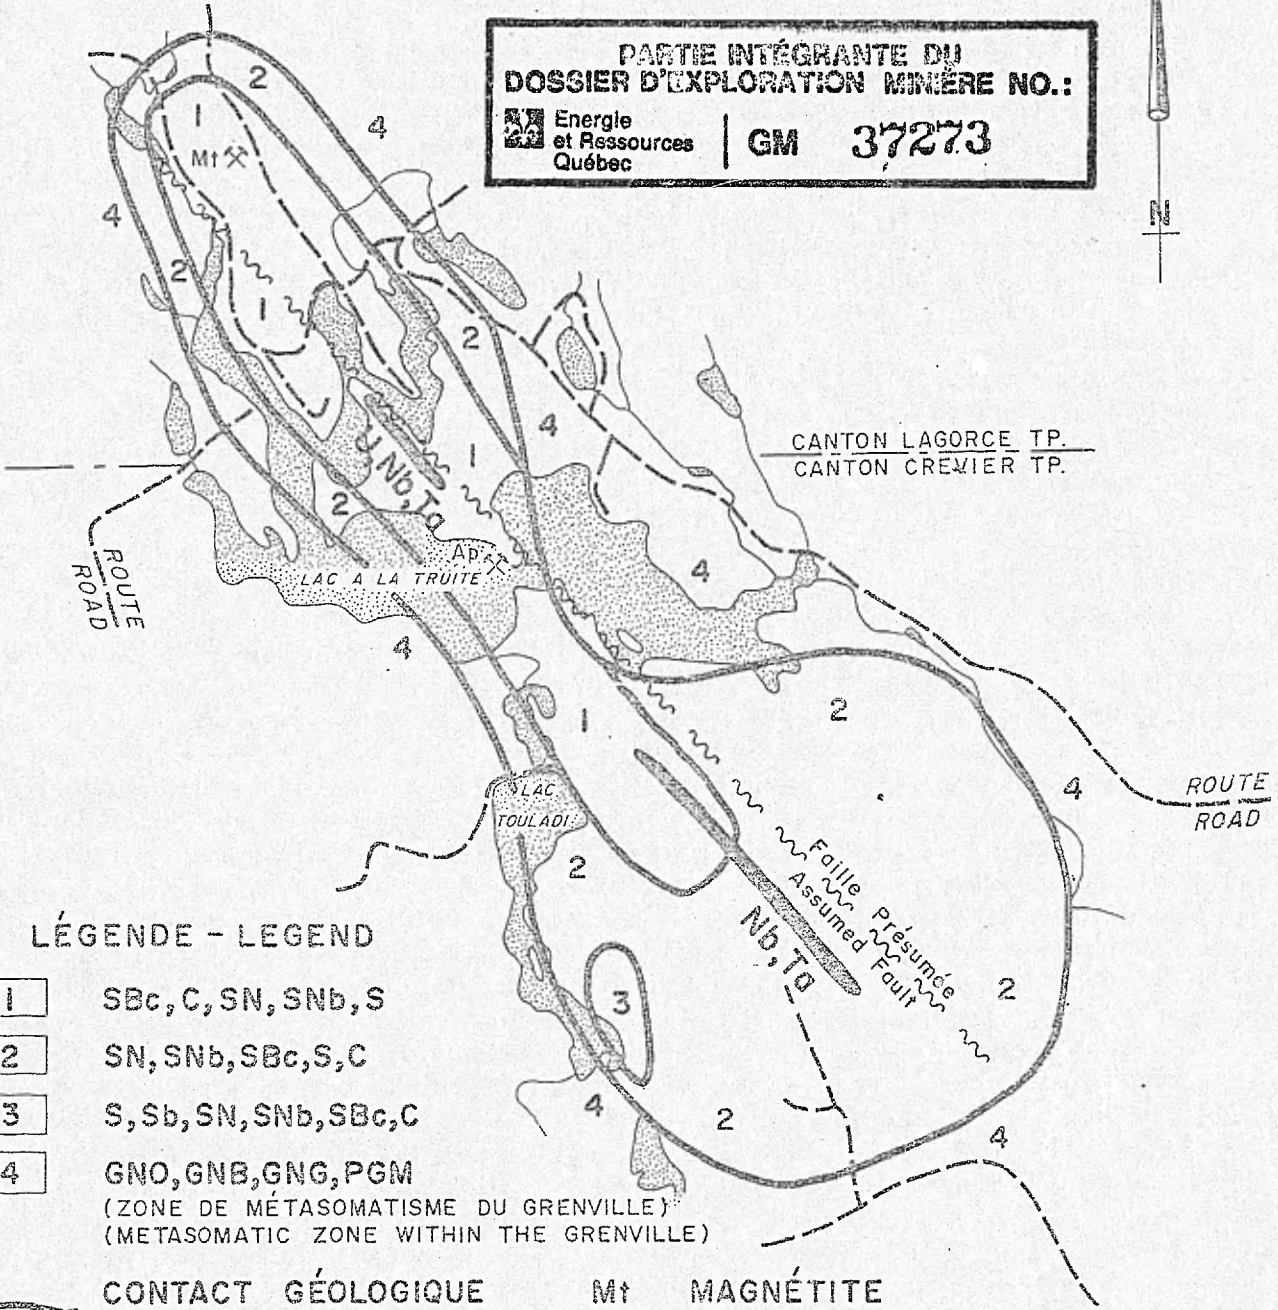 PARTIE INTÉGRANTE DU
DOSSIER D'EXPLORATION MINIÈRE NO.:
Energie
et Ressources
Québec
GM 37273
N
2
1
4
Mt
4
2
1
2
4
CANTON LAGORCE TP.
CANTON CREVIER TP.
1
U, Nb, Ta
2
ROUTE
ROAD
Ap
LAC A LA TRUITE
4
4
2
1
4
ROUTE
ROAD
LAC
TOULADI
2
Faille Présumée
Assumed Fault
Nb, Ta
2
3
4
2
4
LÉGENDE - LEGEND
1 SBc, C, SN, SNb, S
2 SN, SNb, SBc, S, C
3 S, Sb, SN, SNb, SBc, C
4 GNO, GNB, GNG, PGM
(ZONE DE MÉTASOMATISME DU GRENVILLE)
(METASOMATIC ZONE WITHIN THE GRENVILLE)
CONTACT GÉOLOGIQUE Mt MAGNÉTITE